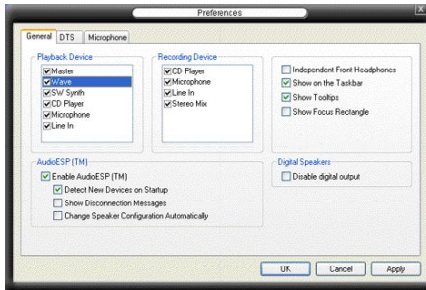 Preferences
General DTS Microphone
Playback Device
Master
Wave
SW Synth
CD Player
Microphone
Line In
Recording Device
CD Player
Microphone
Line In
Stereo Mix
Independent Front Headphones
Show on the Taskbar
Show Tooltips
Show Focus Rectangle
AudioESP (TM)
Enable AudioESP (TM)
Detect New Devices on Startup
Show Disconnection Messages
Change Speaker Configuration Automatically
Digital Speakers
Disable digital output
OK Cancel Apply